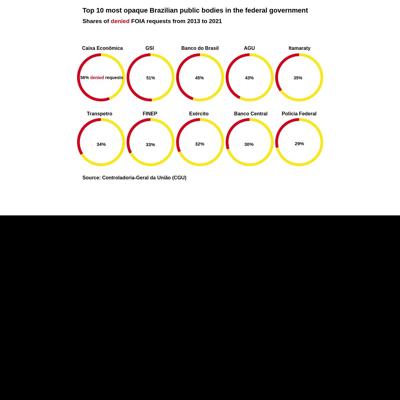 Top 10 most opaque Brazilian public bodies in the federal government
Shares of denied FOIA requests from 2013 to 2021
Caixa Econômica GSI Banco do Brasil AGU Itamaraty
56% denied requests 51% 45% 43% 35%
Transpetro FINEP Exército Banco Central Polícia Federal
34% 33% 32% 30% 29%
Source: Controladoria-Geral da União (CGU)